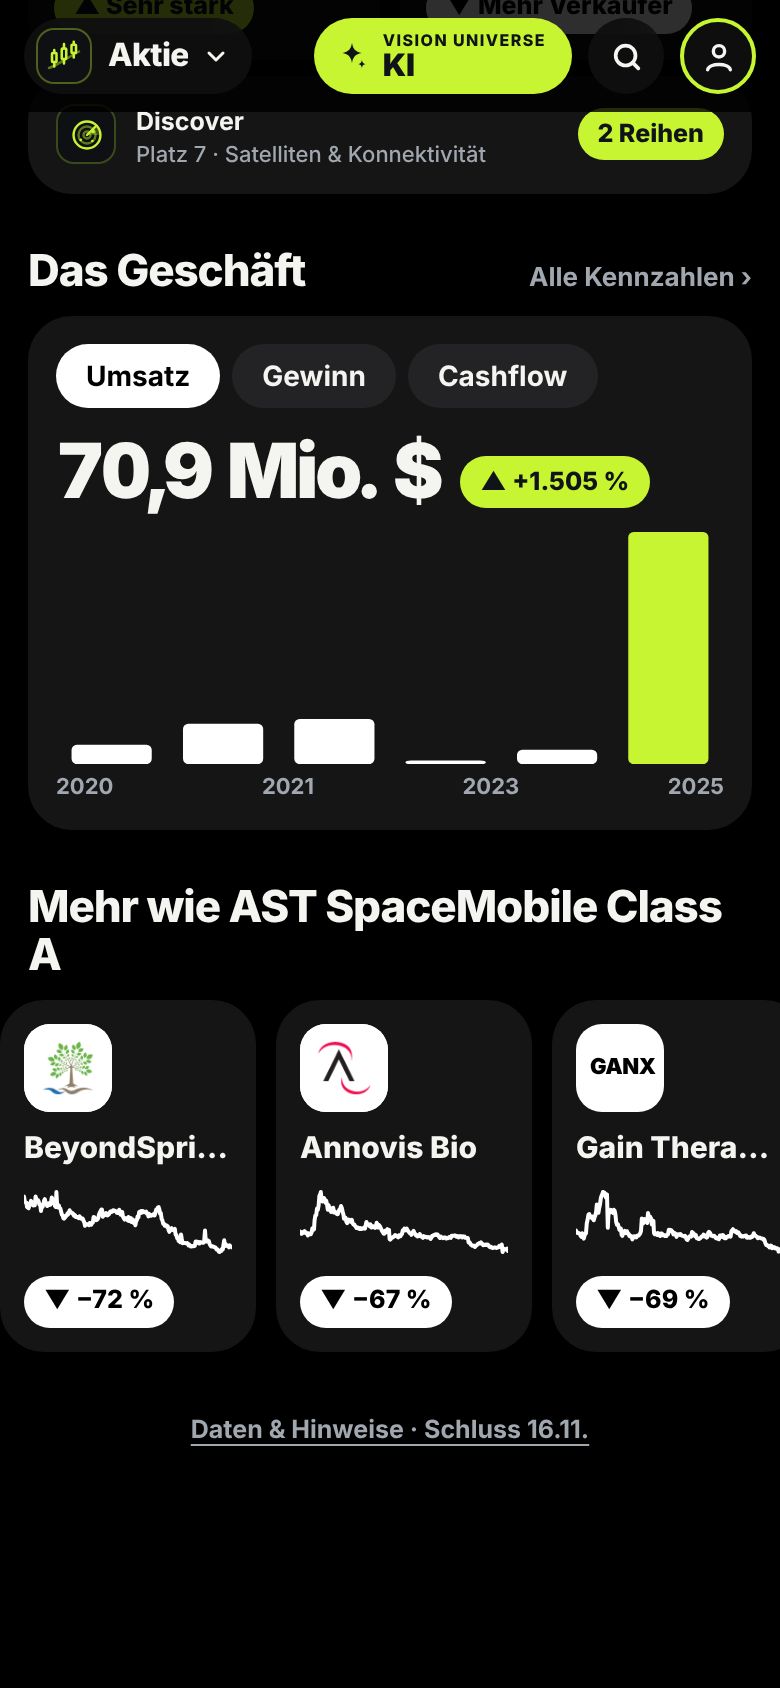 Sehr stark
Mehr Verkäufer
Aktie
VISION UNIVERSE
KI
Discover
Platz 7 · Satelliten & Konnektivität
2 Reihen
Das Geschäft
Alle Kennzahlen ›
Umsatz
Gewinn
Cashflow
70,9 Mio. $
▲ +1.505 %
2020
2021
2023
2025
Mehr wie AST SpaceMobile Class
A
BeyondSpri...
▼ −72 %
Annovis Bio
▼ −67 %
GANX
Gain Thera...
▼ −69 %
Daten & Hinweise · Schluss 16.11.